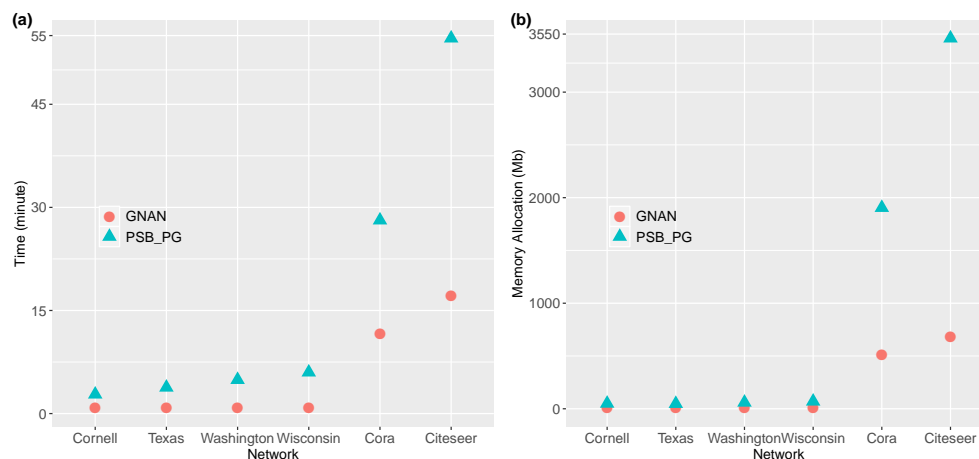 (a)
Time (minute)
55
45
30
15
0
GNAN
PSB_PG
Cornell Texas Washington Wisconsin Cora Citeseer
Network
(b)
Memory Allocation (Mb)
3550
3000
2000
1000
0
GNAN
PSB_PG
Cornell Texas Washington Wisconsin Cora Citeseer
Network